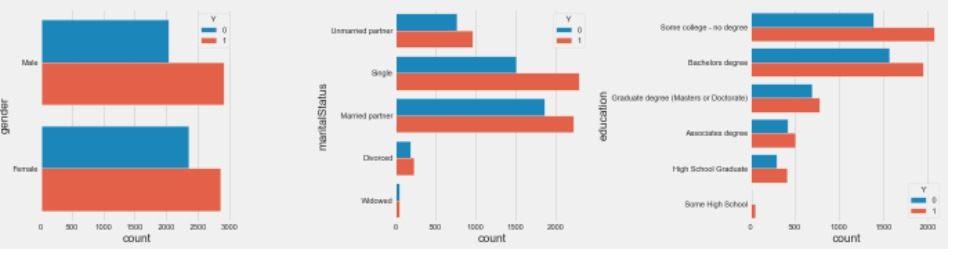 gender
Male
Female
0 500 1000 1500 2000 2500 3000
count
Y
0
1
maritalStatus
Unmarried partner
Single
Married partner
Divorced
Widowed
0 500 1000 1500 2000
count
Y
0
1
education
Some college - no degree
Bachelors degree
Graduate degree (Masters or Doctorate)
Associates degree
High School Graduate
Some High School
0 500 1000 1500 2000
count
Y
0
1